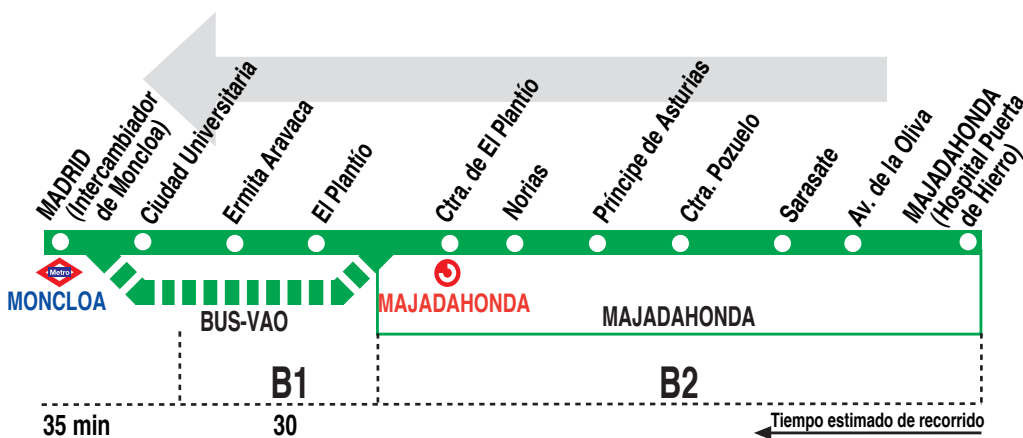 MADRID
(Intercambiador
de Moncloa)
Ciudad Universitaria
Ermita Aravaca
El Plantío
Ctra. de El Plantío
Norias
Príncipe de Asturias
Ctra. Pozuelo
Sarasate
Av. de la Oliva
MAJADAHONDA
(Hospital Puerta
de Hierro)
Metro
MONCLOA
MAJADAHONDA
BUS-VAO
MAJADAHONDA
B1
B2
35 min
30
Tiempo estimado de recorrido